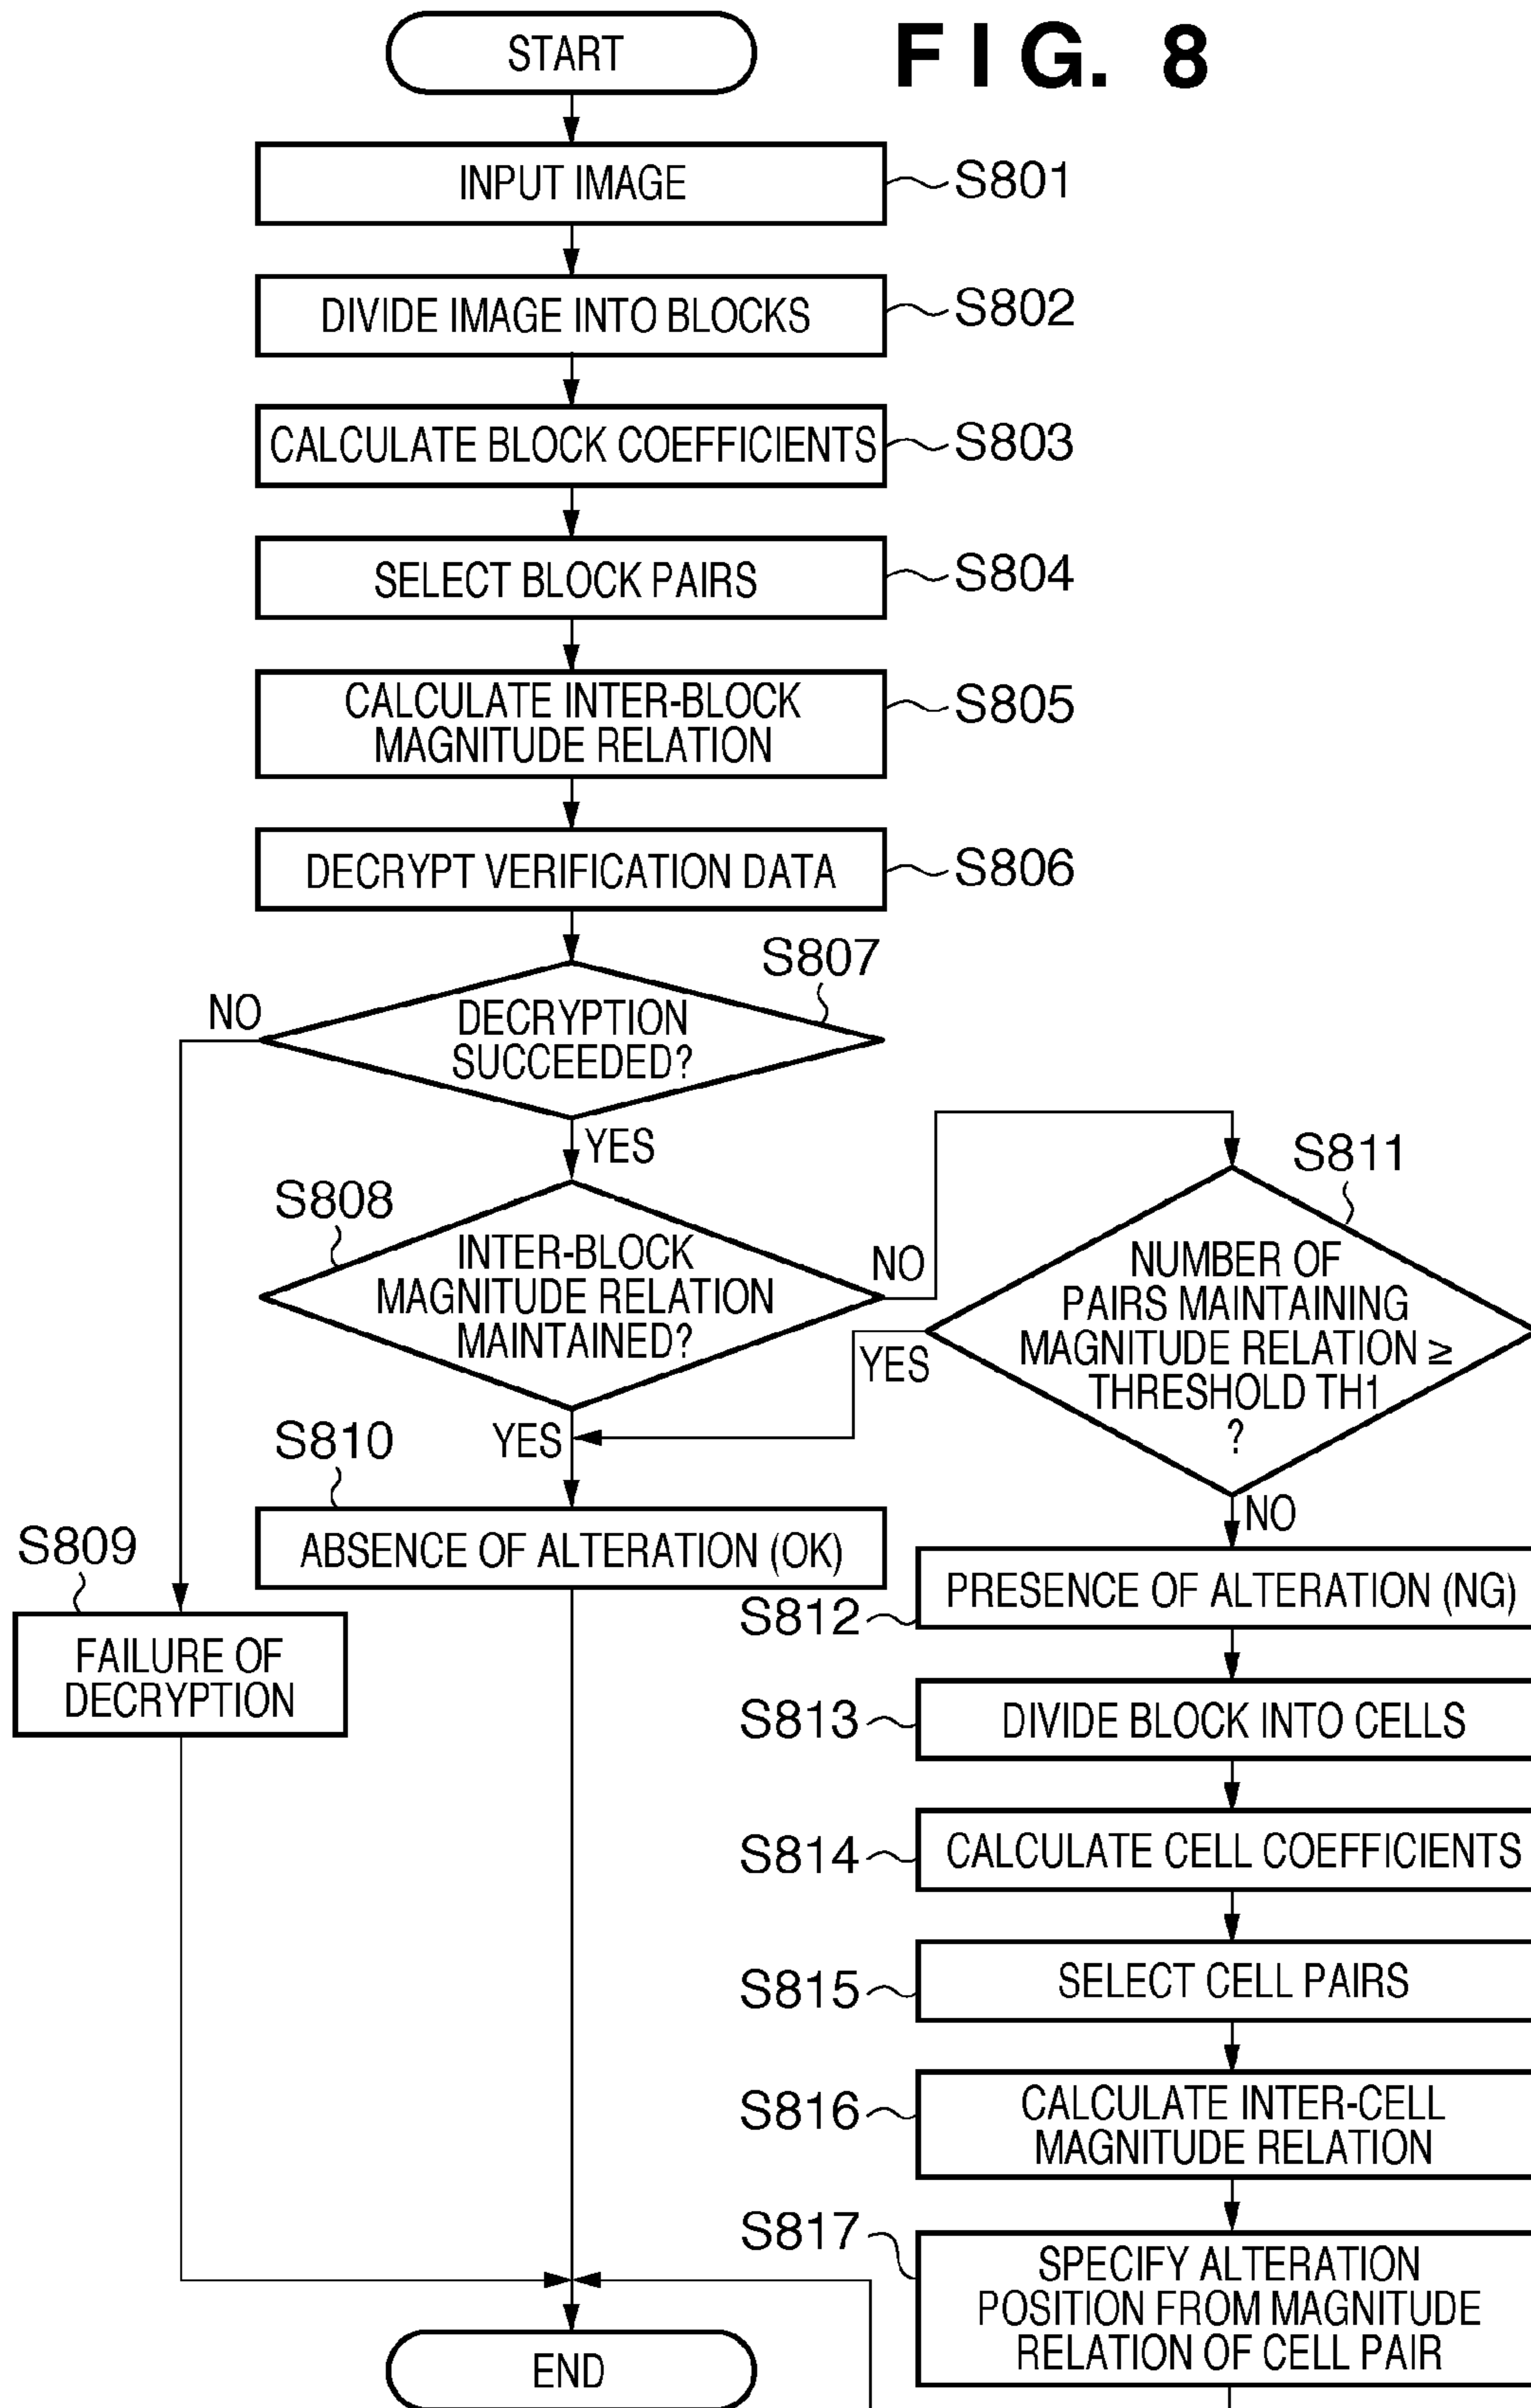 START
FIG. 8
INPUT IMAGE
S801
DIVIDE IMAGE INTO BLOCKS
S802
CALCULATE BLOCK COEFFICIENTS
S803
SELECT BLOCK PAIRS
S804
CALCULATE INTER-BLOCK
MAGNITUDE RELATION
S805
DECRYPT VERIFICATION DATA
S806
S807
NO
DECRYPTION
SUCCEEDED?
YES
S808
INTER-BLOCK
MAGNITUDE RELATION
MAINTAINED?
NO
S811
NUMBER OF
PAIRS MAINTAINING
MAGNITUDE RELATION ≥
THRESHOLD TH1
?
YES
YES
NO
S810
ABSENCE OF ALTERATION (OK)
S809
FAILURE OF
DECRYPTION
PRESENCE OF ALTERATION (NG)
S812
S813
DIVIDE BLOCK INTO CELLS
S814
CALCULATE CELL COEFFICIENTS
S815
SELECT CELL PAIRS
S816
CALCULATE INTER-CELL
MAGNITUDE RELATION
S817
SPECIFY ALTERATION
POSITION FROM MAGNITUDE
RELATION OF CELL PAIR
END